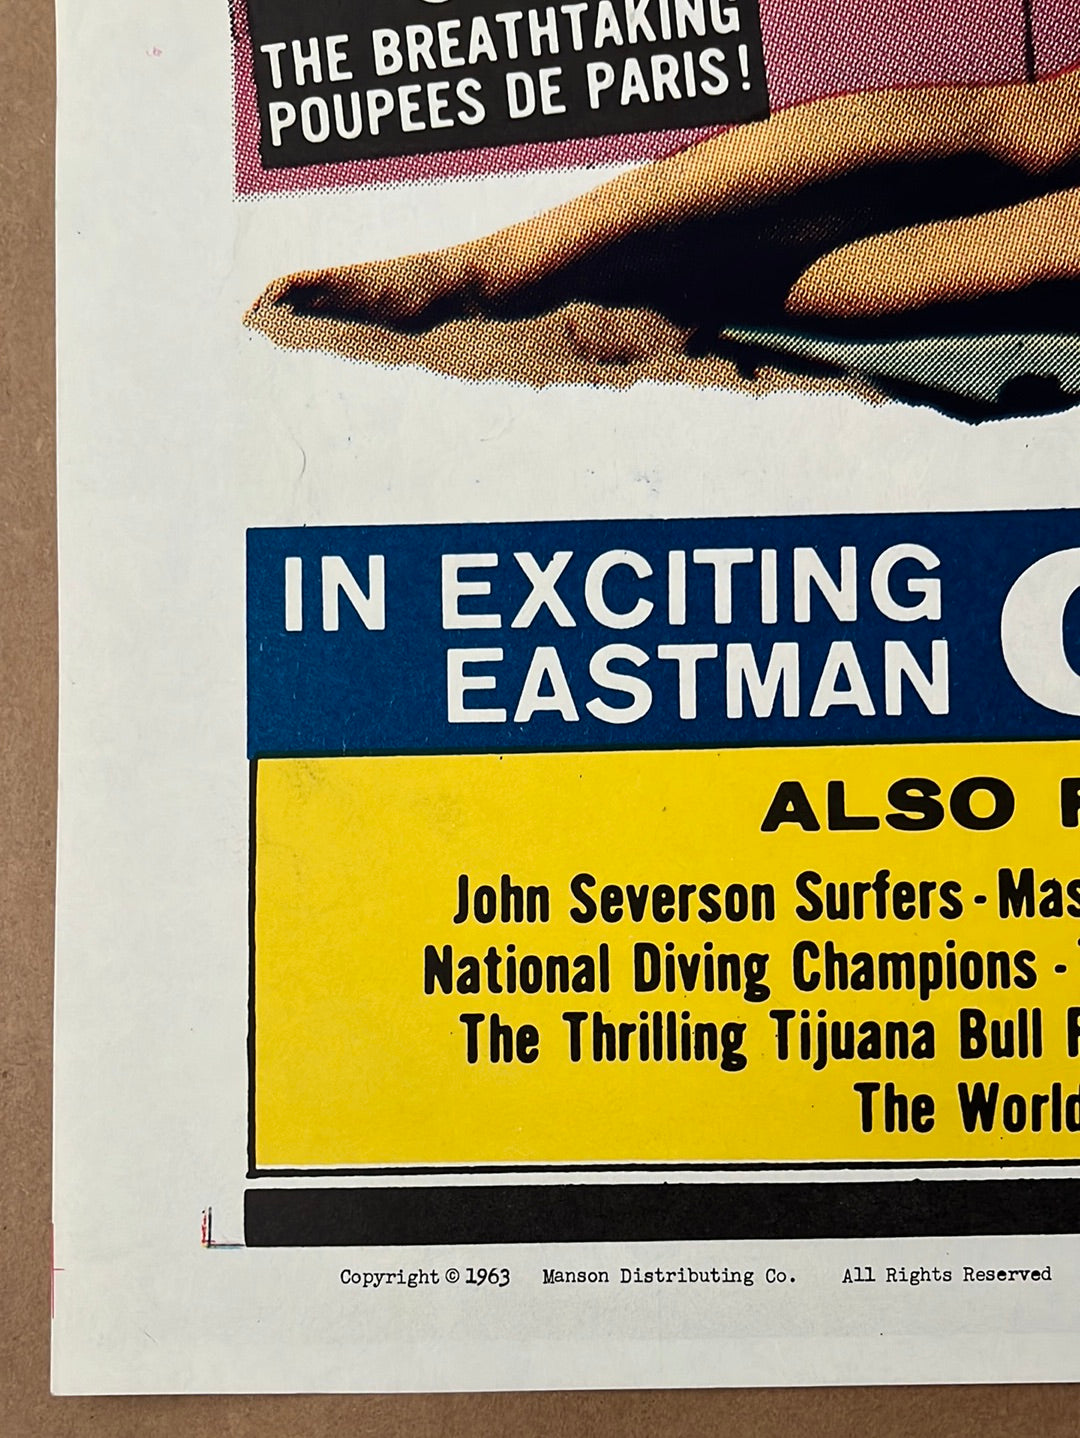 THE BREATHTAKING
POUPEES DE PARIS!
IN EXCITING
EASTMAN
ALSO
John Severson Surfers -
National Diving Champions -
The Thrilling Tijuana Bull
The World
Copyright © 1963 Manson Distributing Co. All Rights Reserved